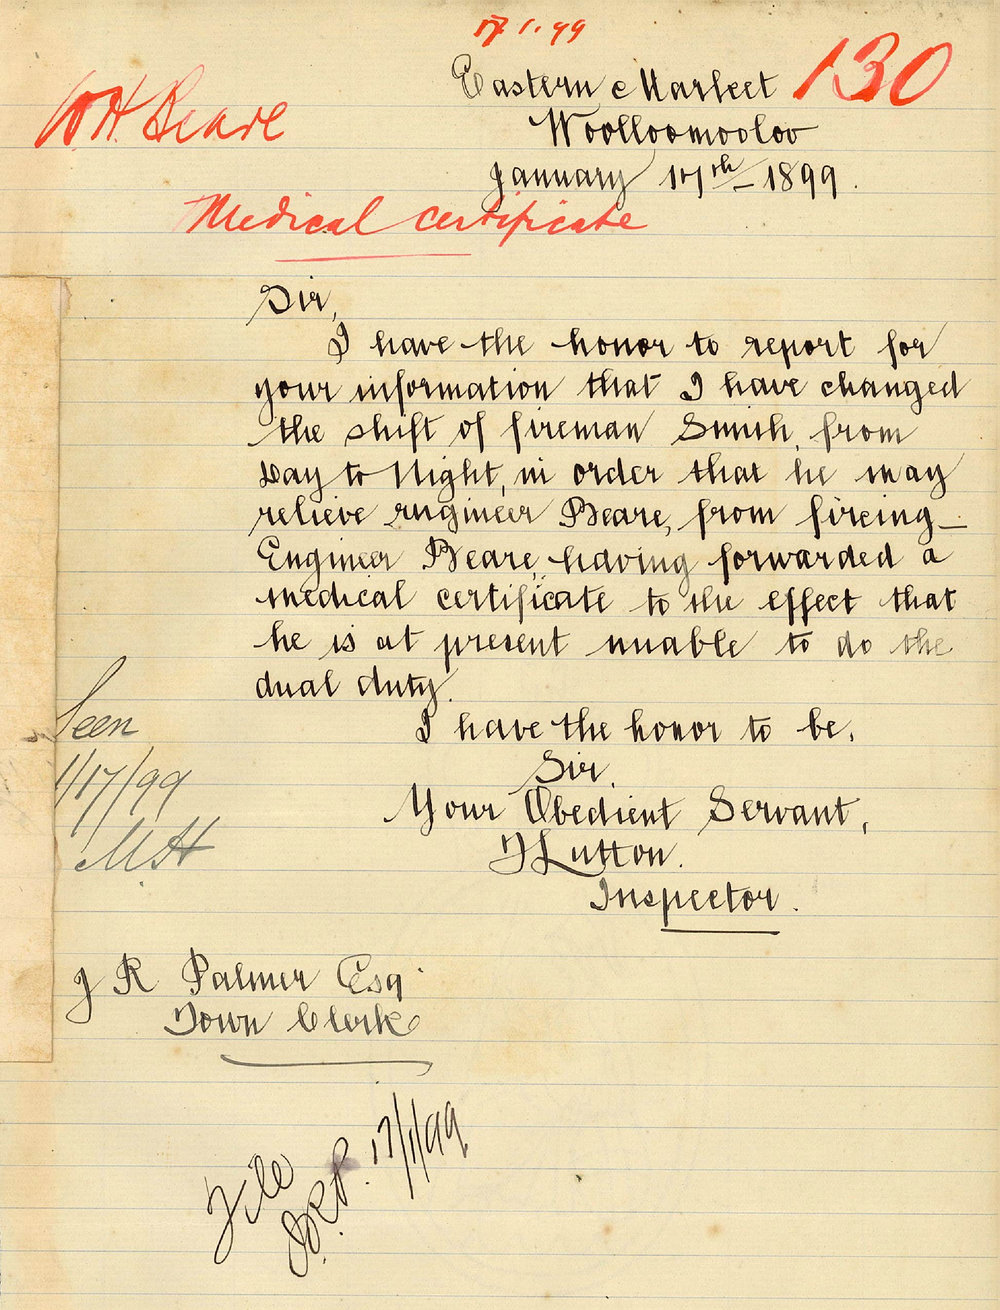 17.1.99
130
Eastern Market
Woolloomooloo
January 17th - 1899.
W H Beare
Medical certificate
Sir,
I have the honor to report for
your information that I have changed
the shift of fireman Smith, from
Day to Night, in order that he may
relieve engineer Beare, from fireing -
Engineer Beare, having forwarded a
medical certificate to the effect that
he is at present unable to do the
dual duty.
I have the honor to be,
Sir,
Your Obedient Servant,
Lutton.
Inspector.
Seen
1/17/99
J R Palmer Esq
Town Clerk
File
JRP. 17/1/99